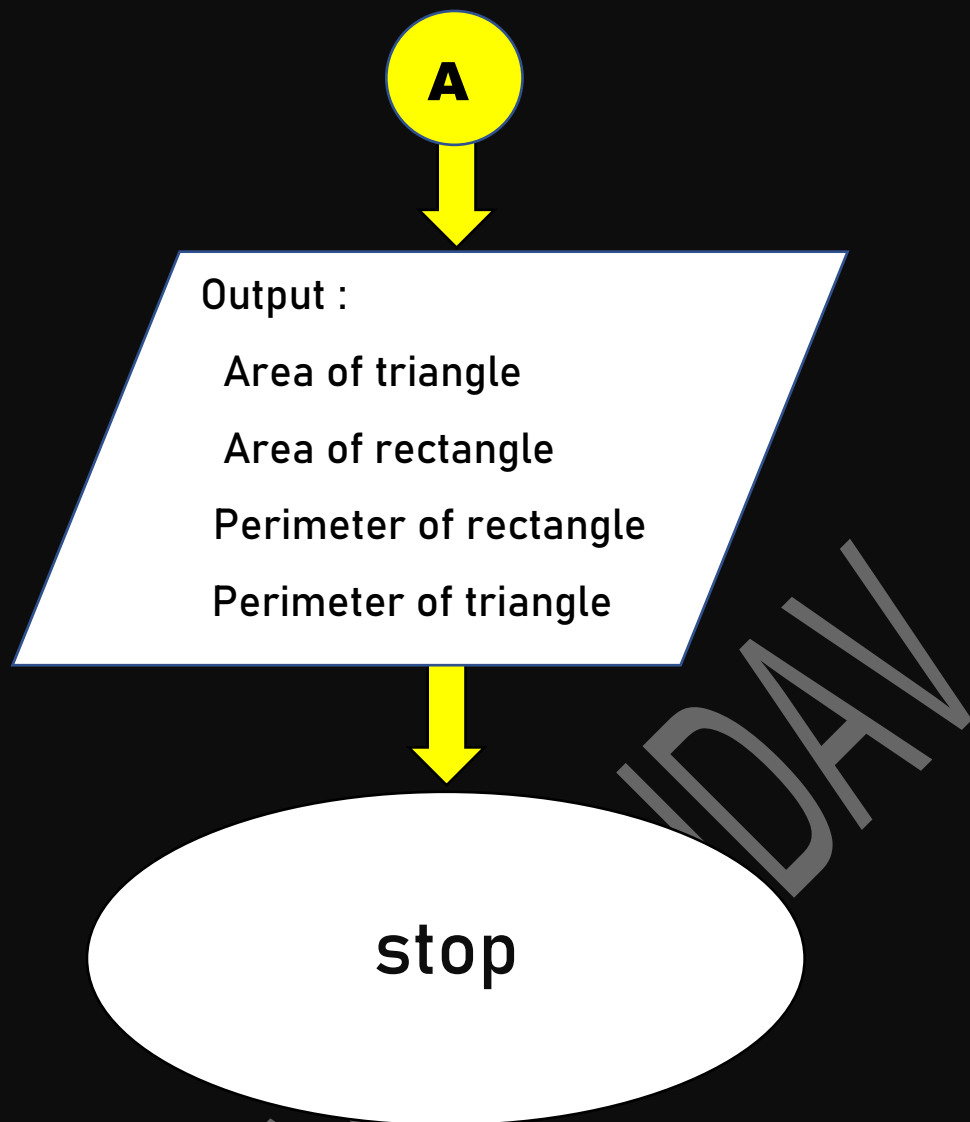 A
Output :
Area of triangle
Area of rectangle
Perimeter of rectangle
Perimeter of triangle
stop